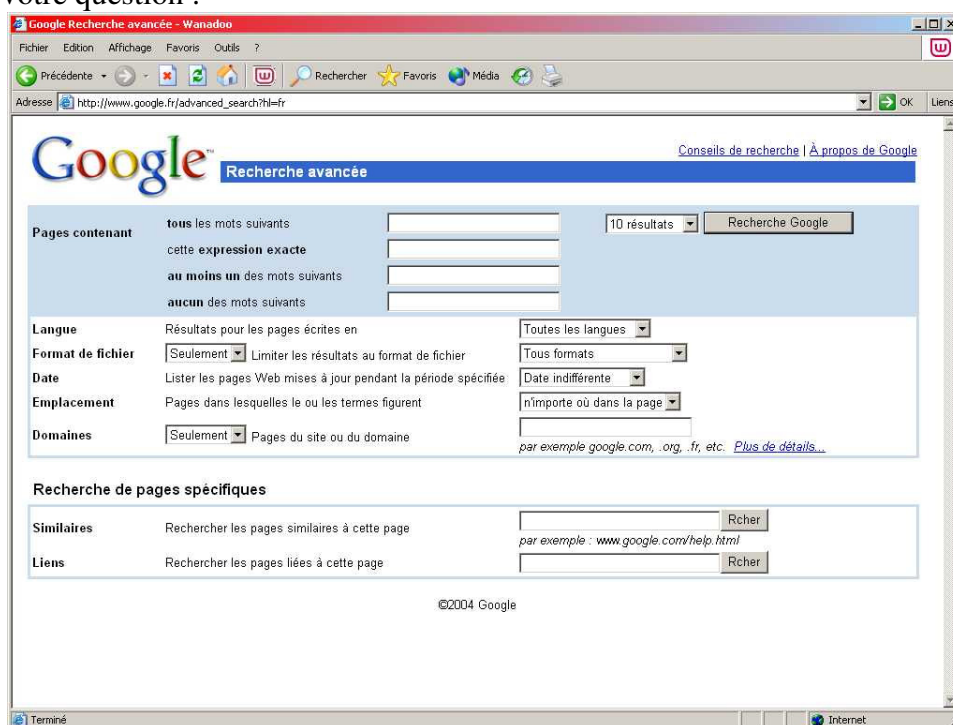 votre question :
Google Recherche avancée - Wanadoo
Fichier Edition Affichage Favoris Outils ?
Précédente Rechercher Favoris Média
Adresse http://www.google.fr/advanced_search?hl=fr OK Liens
Google™ Recherche avancée
Conseils de recherche | À propos de Google
Pages contenant tous les mots suivants 10 résultats Recherche Google
cette expression exacte
au moins un des mots suivants
aucun des mots suivants
Langue Résultats pour les pages écrites en Toutes les langues
Format de fichier Seulement Limiter les résultats au format de fichier Tous formats
Date Lister les pages Web mises à jour pendant la période spécifiée Date indifférente
Emplacement Pages dans lesquelles le ou les termes figurent n'importe où dans la page
Domaines Seulement Pages du site ou du domaine
par exemple google.com, .org, .fr, etc. Plus de détails...
Recherche de pages spécifiques
Similaires Rechercher les pages similaires à cette page Rcher
par exemple : www.google.com/help.html
Liens Rechercher les pages liées à cette page Rcher
©2004 Google
Terminé Internet